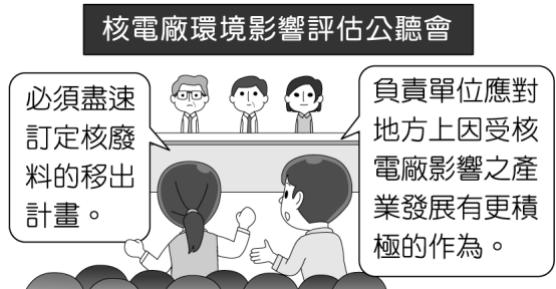 核電廠環境影響評估公聽會
必須盡速
訂定核廢
料的移出
計畫。
負責單位應對
地方上因受核
電廠影響之產
業發展有更積
極的作為。